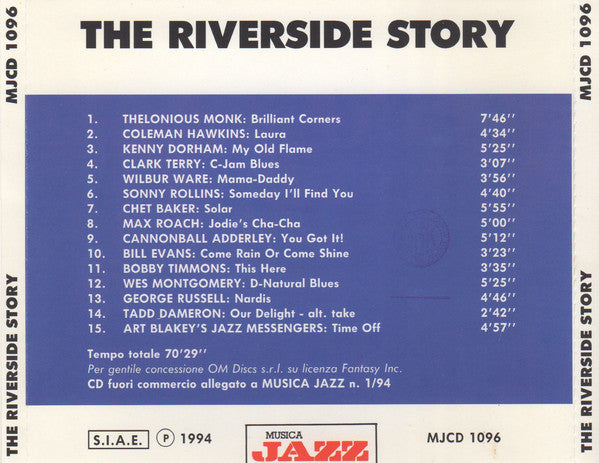 THE RIVERSIDE STORY
MJCD 1096
MJCD 1096
1. THELONIOUS MONK: Brilliant Corners 7'46''
2. COLEMAN HAWKINS: Laura 4'34''
3. KENNY DORHAM: My Old Flame 5'25''
4. CLARK TERRY: C-Jam Blues 3'07''
5. WILBUR WARE: Mama-Daddy 3'56''
6. SONNY ROLLINS: Someday I'll Find You 4'40''
7. CHET BAKER: Solar 5'55''
8. MAX ROACH: Jodie's Cha-Cha 5'00''
9. CANNONBALL ADDERLEY: You Got It! 5'12''
10. BILL EVANS: Come Rain Or Come Shine 3'23''
11. BOBBY TIMMONS: This Here 3'35''
12. WES MONTGOMERY: D-Natural Blues 5'25''
13. GEORGE RUSSELL: Nardis 4'46''
14. TADD DAMERON: Our Delight - alt. take 2'42''
15. ART BLAKEY'S JAZZ MESSENGERS: Time Off 4'57''
Tempo totale 70'29''
Per gentile concessione OM Discs s.r.l. su licenza Fantasy Inc.
CD fuori commercio allegato a MUSICA JAZZ n. 1/94
THE RIVERSIDE STORY
THE RIVERSIDE STORY
S.I.A.E. Ⓟ 1994
MUSICA
JAZZ
MJCD 1096